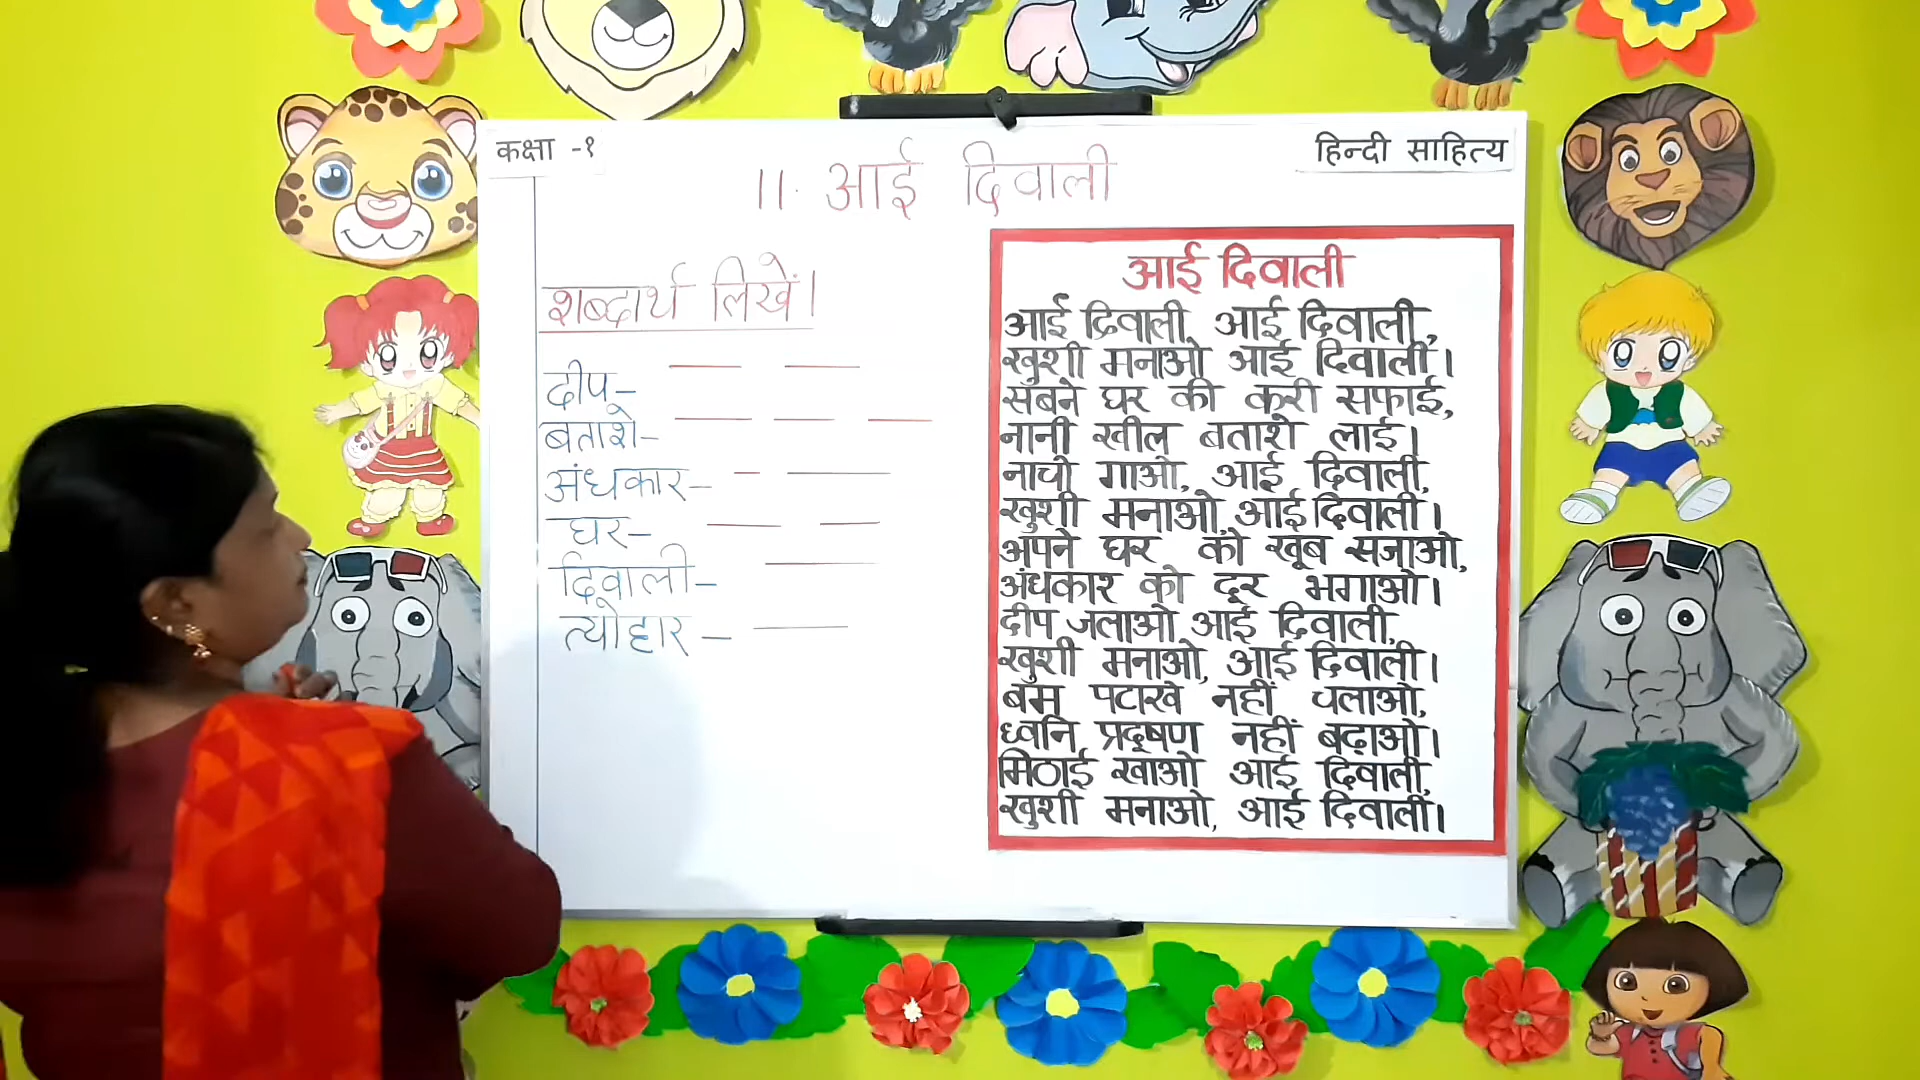 कक्षा -१
हिन्दी साहित्य
11. आई दिवाली
शब्दार्थ लिखें।
दीप-
बताशे-
अंधकार-
घर-
दिवाली-
त्योहार-
आई दिवाली
आई दिवाली, आई दिवाली,
खुशी मनाओ आई दिवाली।
सबने घर की करी सफाई,
नानी खील बताशे लाई।
नाचो गाओ, आई दिवाली,
खुशी मनाओ, आई दिवाली।
अपने घर को खूब सजाओ,
अंधकार को दूर भगाओ।
दीप जलाओ आई दिवाली,
खुशी मनाओ, आई दिवाली।
बम पटाखे नहीं चलाओ,
ध्वनि प्रदूषण नहीं बढ़ाओ।
मिठाई खाओ आई दिवाली,
खुशी मनाओ, आई दिवाली।